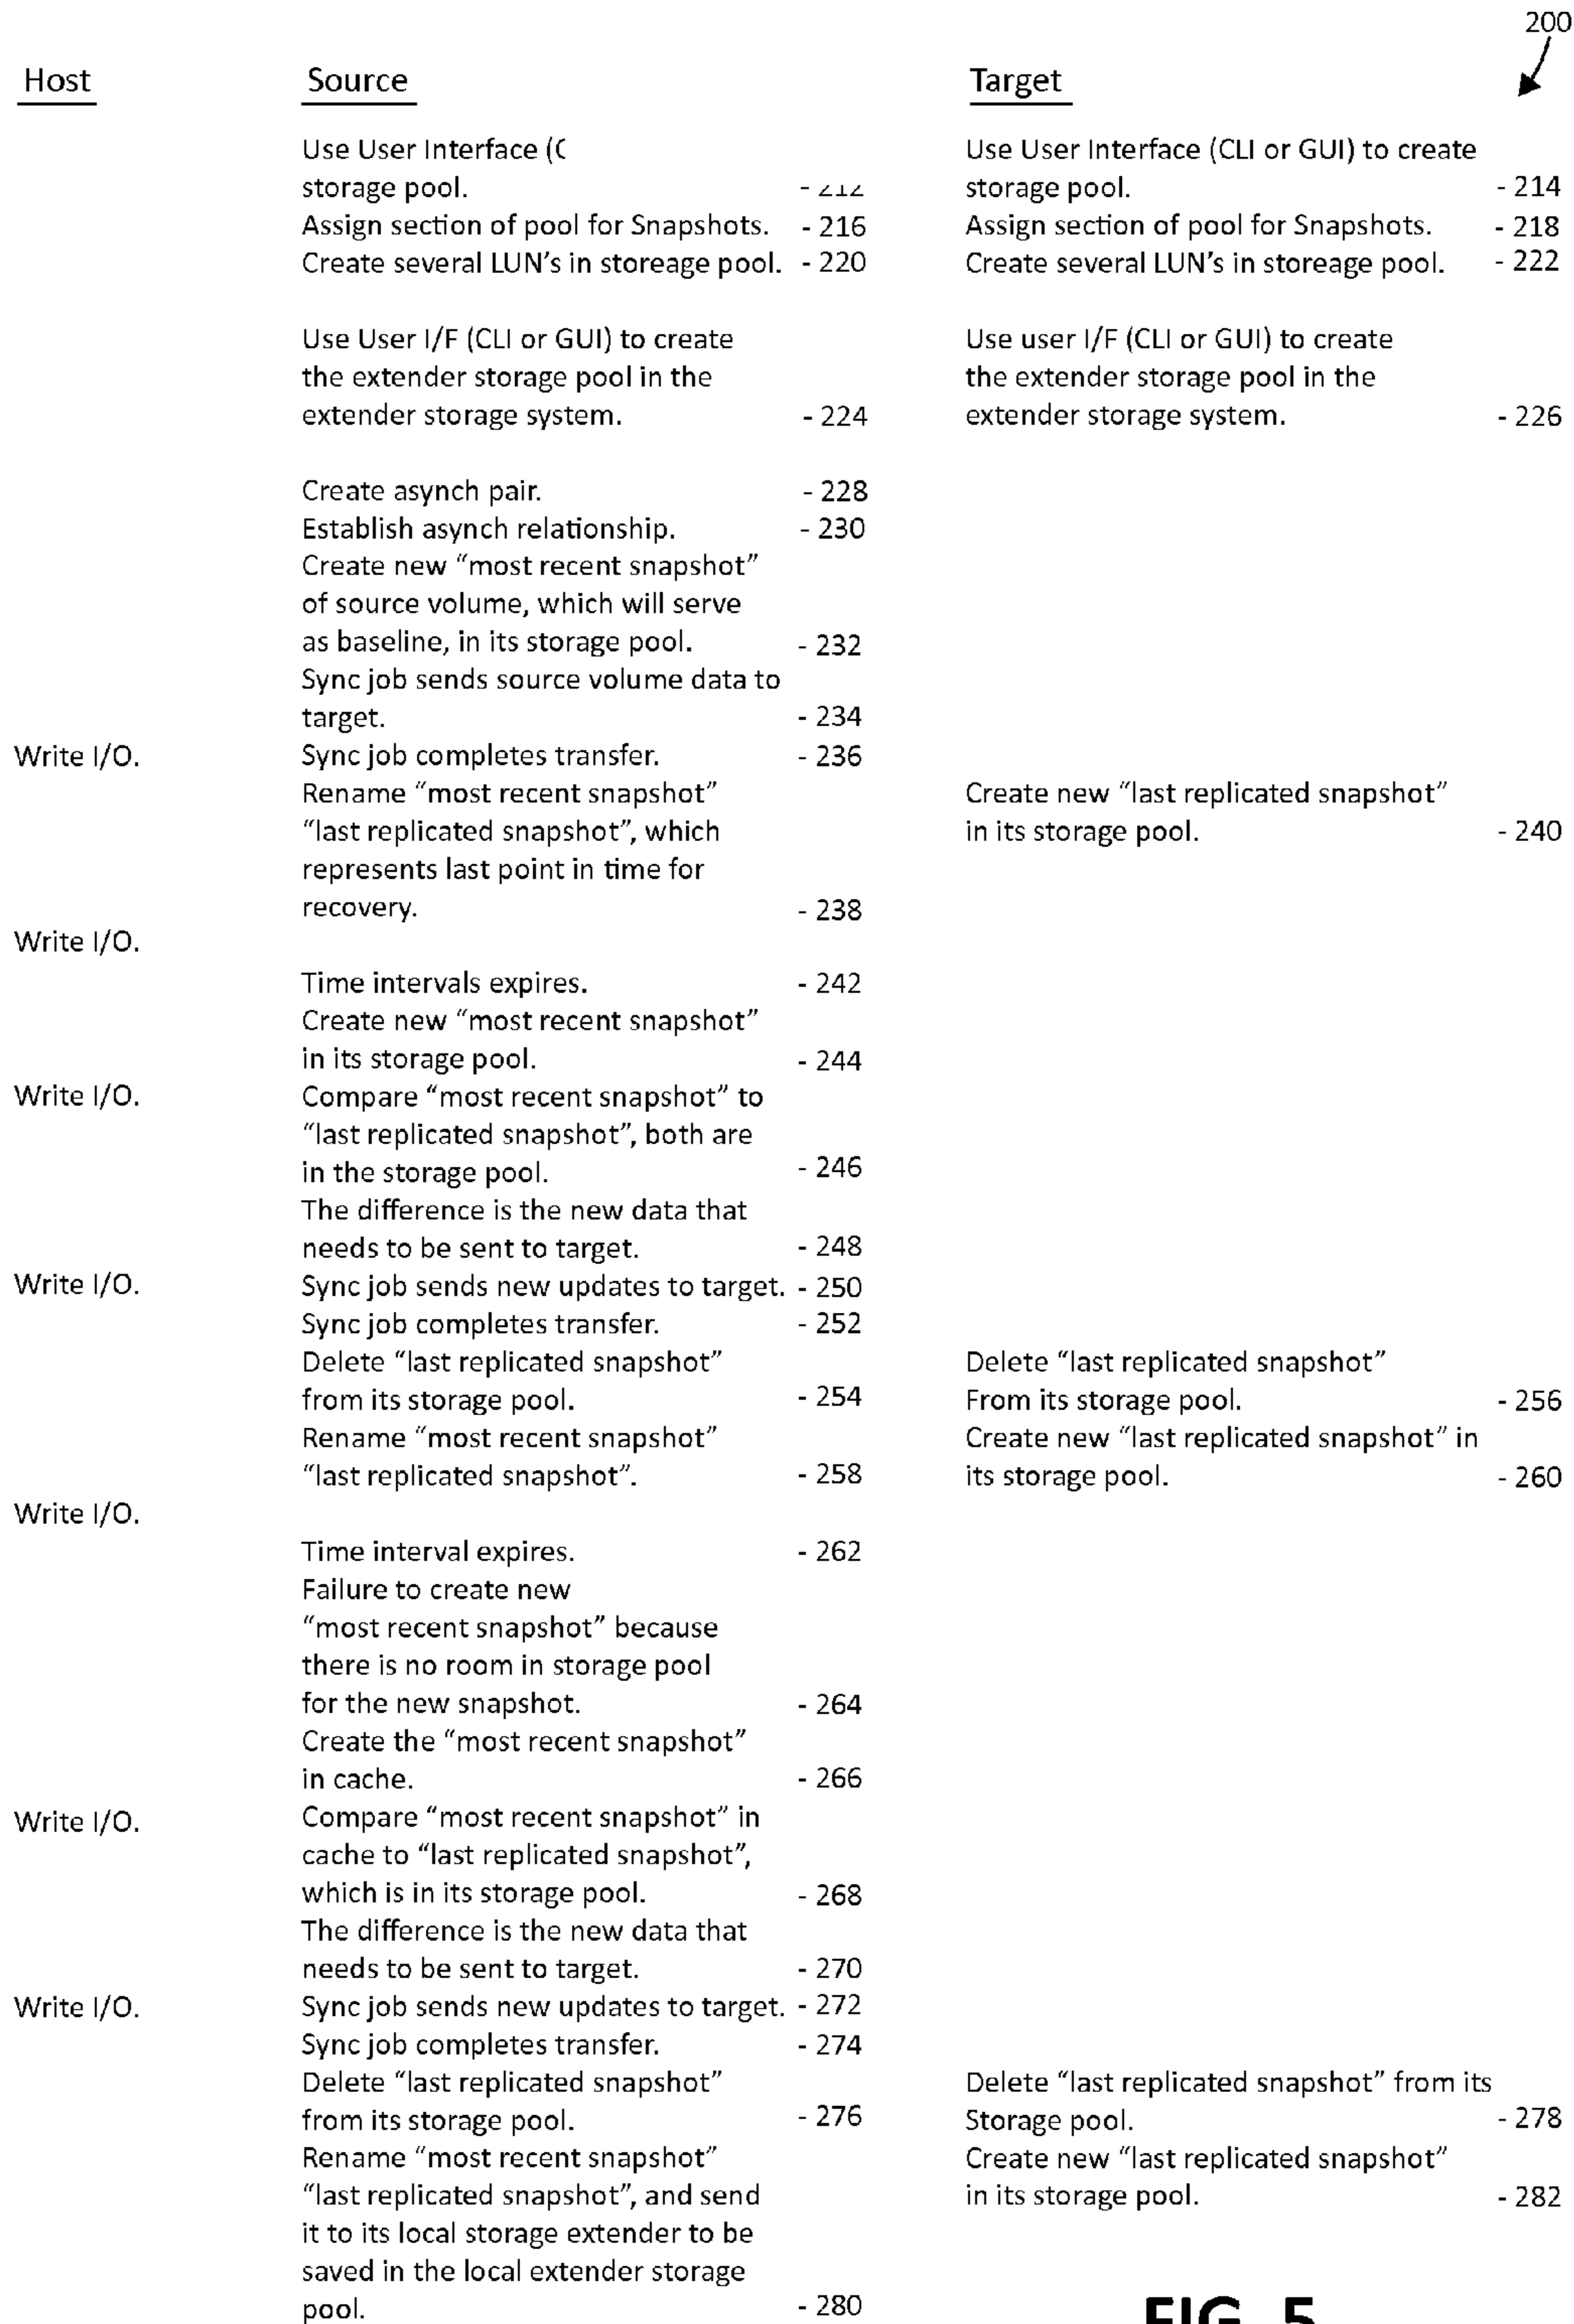 200
Host Source Target
Use User Interface ( Use User Interface (CLI or GUI) to create
storage pool. storage pool. - 214
Assign section of pool for Snapshots. - 216 Assign section of pool for Snapshots. - 218
Create several LUN's in storeage pool. - 220 Create several LUN's in storeage pool. - 222
Use User I/F (CLI or GUI) to create Use user I/F (CLI or GUI) to create
the extender storage pool in the the extender storage pool in the
extender storage system. - 224 extender storage system. - 226
Create asynch pair. - 228
Establish asynch relationship. - 230
Create new “most recent snapshot”
of source volume, which will serve
as baseline, in its storage pool. - 232
Sync job sends source volume data to
target. - 234
Write I/O. Sync job completes transfer. - 236
Rename “most recent snapshot” Create new “last replicated snapshot”
“last replicated snapshot”, which in its storage pool. - 240
represents last point in time for
recovery. - 238
Write I/O.
Time intervals expires. - 242
Create new “most recent snapshot”
in its storage pool. - 244
Write I/O. Compare “most recent snapshot” to
“last replicated snapshot”, both are
in the storage pool. - 246
The difference is the new data that
needs to be sent to target. - 248
Write I/O. Sync job sends new updates to target. - 250
Sync job completes transfer. - 252
Delete “last replicated snapshot” Delete “last replicated snapshot”
from its storage pool. - 254 From its storage pool. - 256
Rename “most recent snapshot” Create new “last replicated snapshot” in
“last replicated snapshot”. - 258 its storage pool. - 260
Write I/O.
Time interval expires. - 262
Failure to create new
“most recent snapshot” because
there is no room in storage pool
for the new snapshot. - 264
Create the “most recent snapshot”
in cache. - 266
Write I/O. Compare “most recent snapshot” in
cache to “last replicated snapshot”,
which is in its storage pool. - 268
The difference is the new data that
needs to be sent to target. - 270
Write I/O. Sync job sends new updates to target. - 272
Sync job completes transfer. - 274
Delete “last replicated snapshot” Delete “last replicated snapshot” from its
from its storage pool. - 276 Storage pool. - 278
Rename “most recent snapshot” Create new “last replicated snapshot”
“last replicated snapshot”, and send in its storage pool. - 282
it to its local storage extender to be
saved in the local extender storage
pool. - 280
FIG. 5